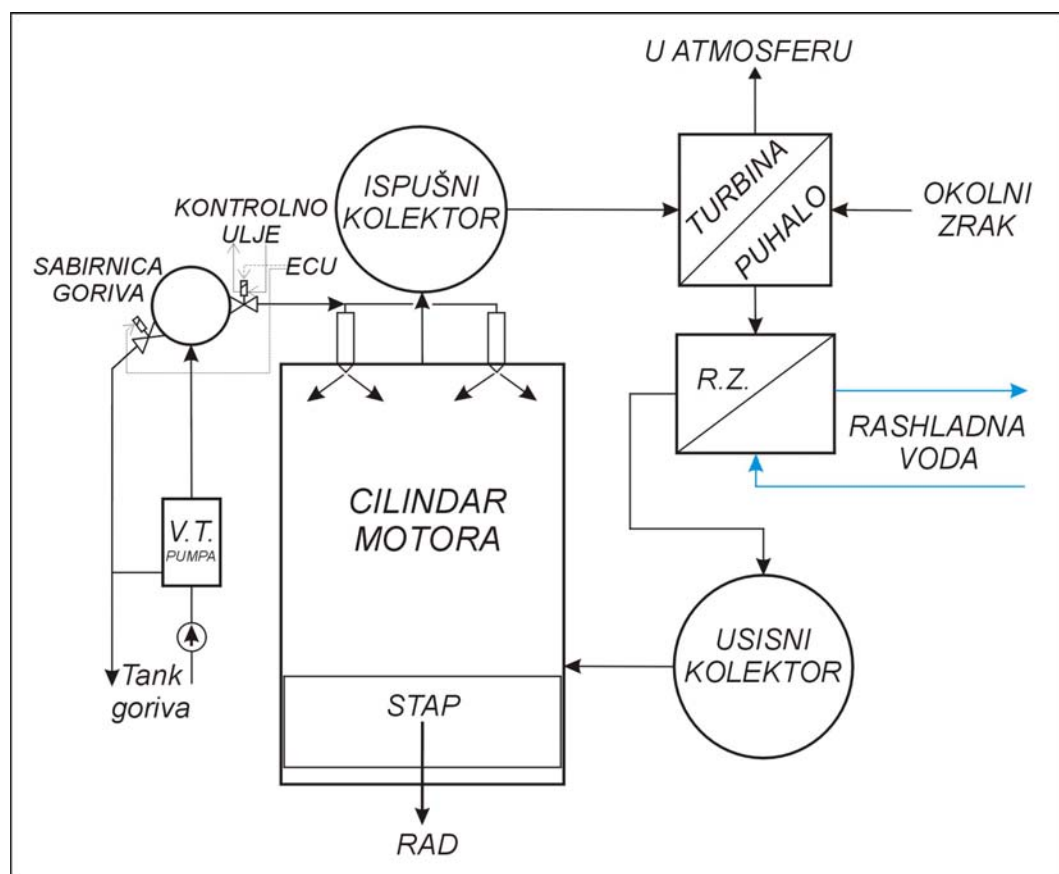 U ATMOSFERU
ISPUŠNI
KOLEKTOR
TURBINA
PUHALO
OKOLNI
ZRAK
KONTROLNO
ULJE
ECU
SABIRNICA
GORIVA
R.Z.
RASHLADNA
VODA
CILINDAR
MOTORA
V.T.
PUMPA
USISNI
KOLEKTOR
Tank
goriva
STAP
RAD